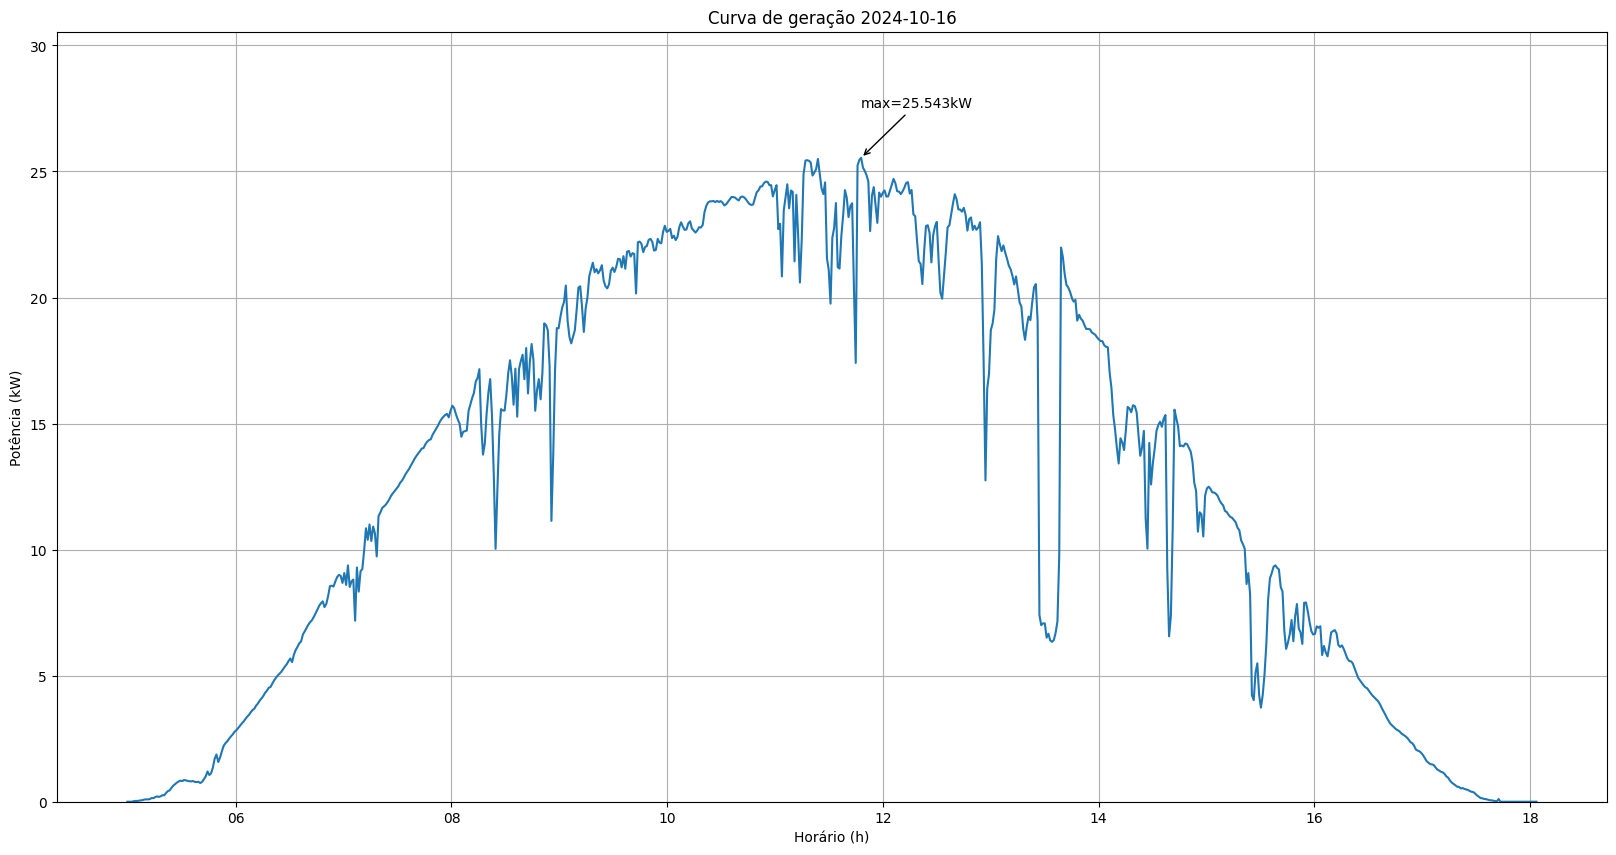 Curva de geração 2024-10-16
30
max=25.543kW
25
20
15
10
5
0
Potência (kW)
06 08 10 12 14 16 18
Horário (h)